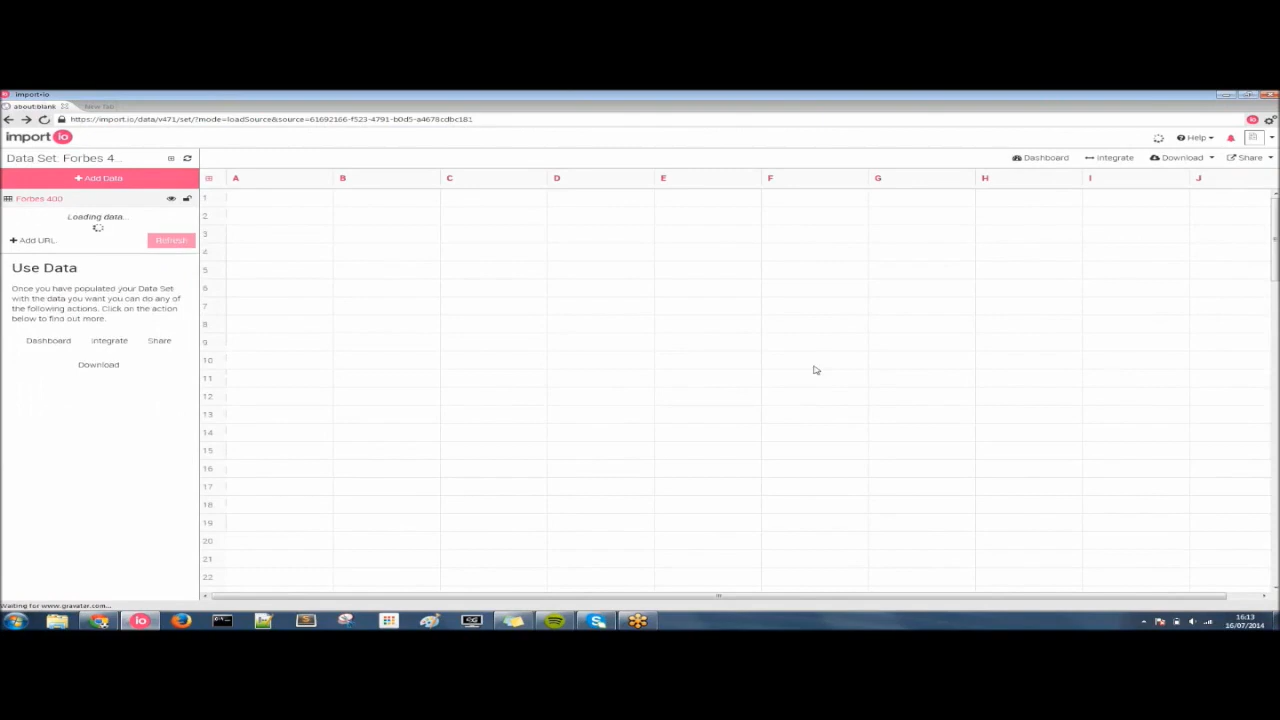 import•io
about:blank
New Tab
https://import.io/data/v471/set/?mode=loadSource&source=61692166-f523-4791-b0d5-a4678cdbc181
import io
Help
Data Set: Forbes 4...
Dashboard
Integrate
Download
Share
+ Add Data
A B C D E F G H I J
Forbes 400
Loading data...
+ Add URL
Refresh
Use Data
Once you have populated your Data Set
with the data you want you can do any of
the following actions. Click on the action
below to find out more.
Dashboard Integrate Share
Download
1
2
3
4
5
6
7
8
9
10
11
12
13
14
15
16
17
18
19
20
21
22
Waiting for www.gravatar.com...
io
16:13
16/07/2014